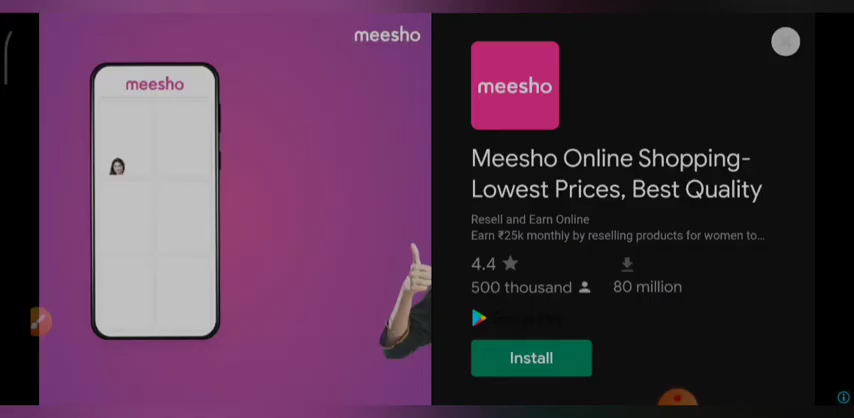 meesho
meesho
meesho
Meesho Online Shopping-
Lowest Prices, Best Quality
Resell and Earn Online
Earn ₹25k monthly by reselling products for women to...
4.4
500 thousand
80 million
Install